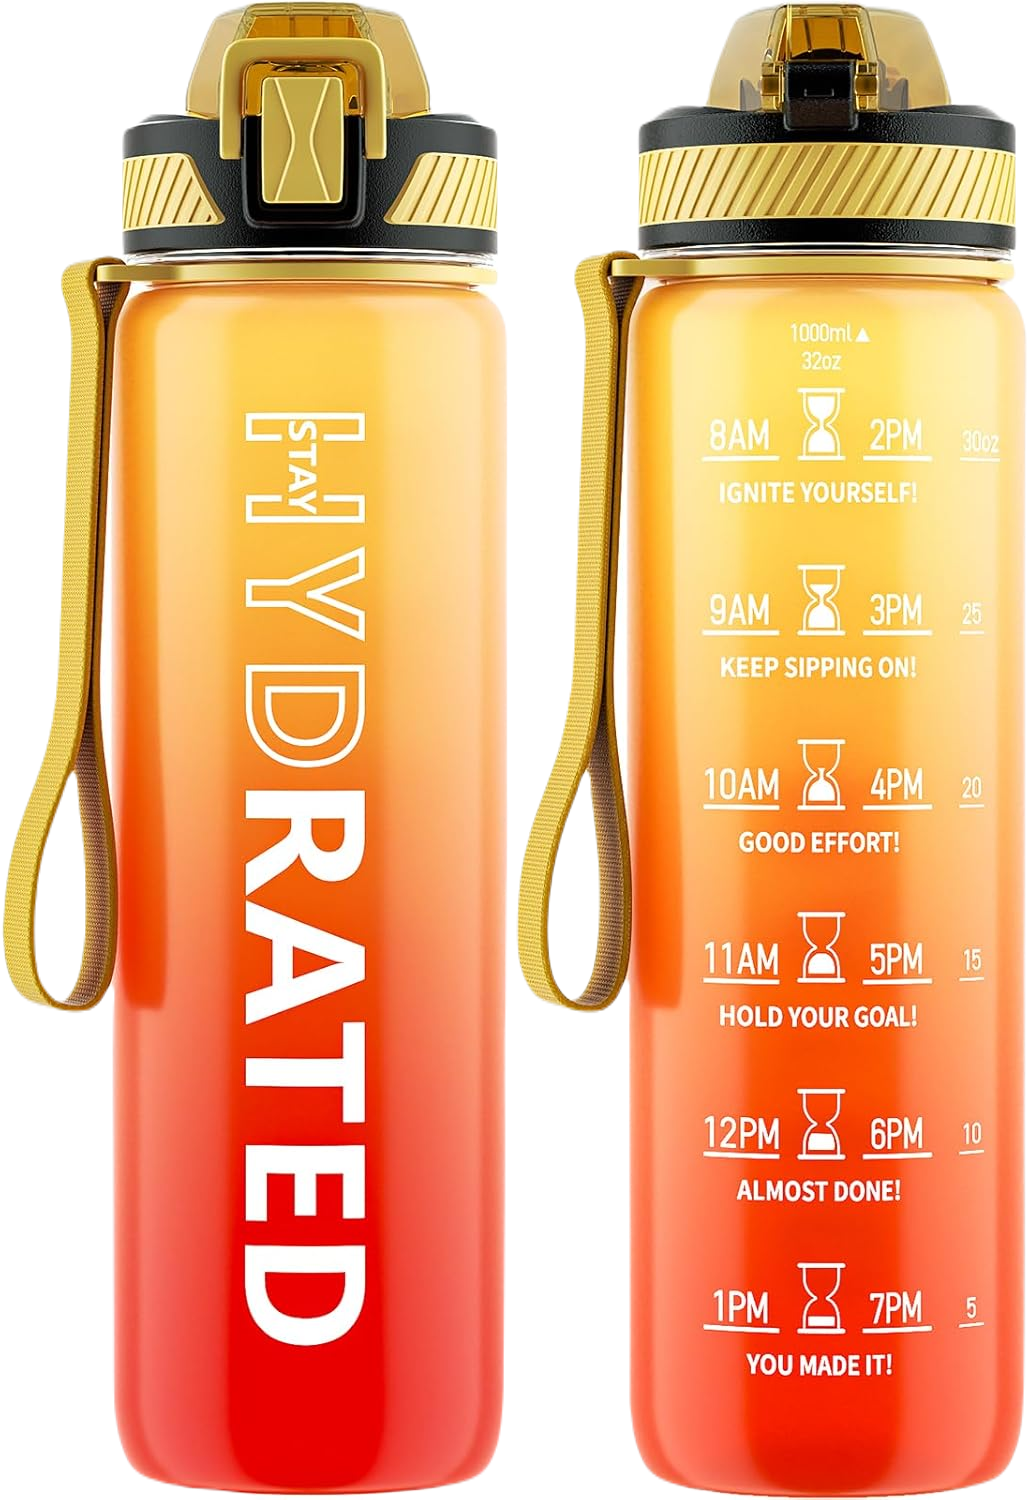 STAY
HYDRATED
1000ml▲
32oz
8AM 2PM 30oz
IGNITE YOURSELF!
9AM 3PM 25
KEEP SIPPING ON!
10AM 4PM 20
GOOD EFFORT!
11AM 5PM 15
HOLD YOUR GOAL!
12PM 6PM 10
ALMOST DONE!
1PM 7PM 5
YOU MADE IT!